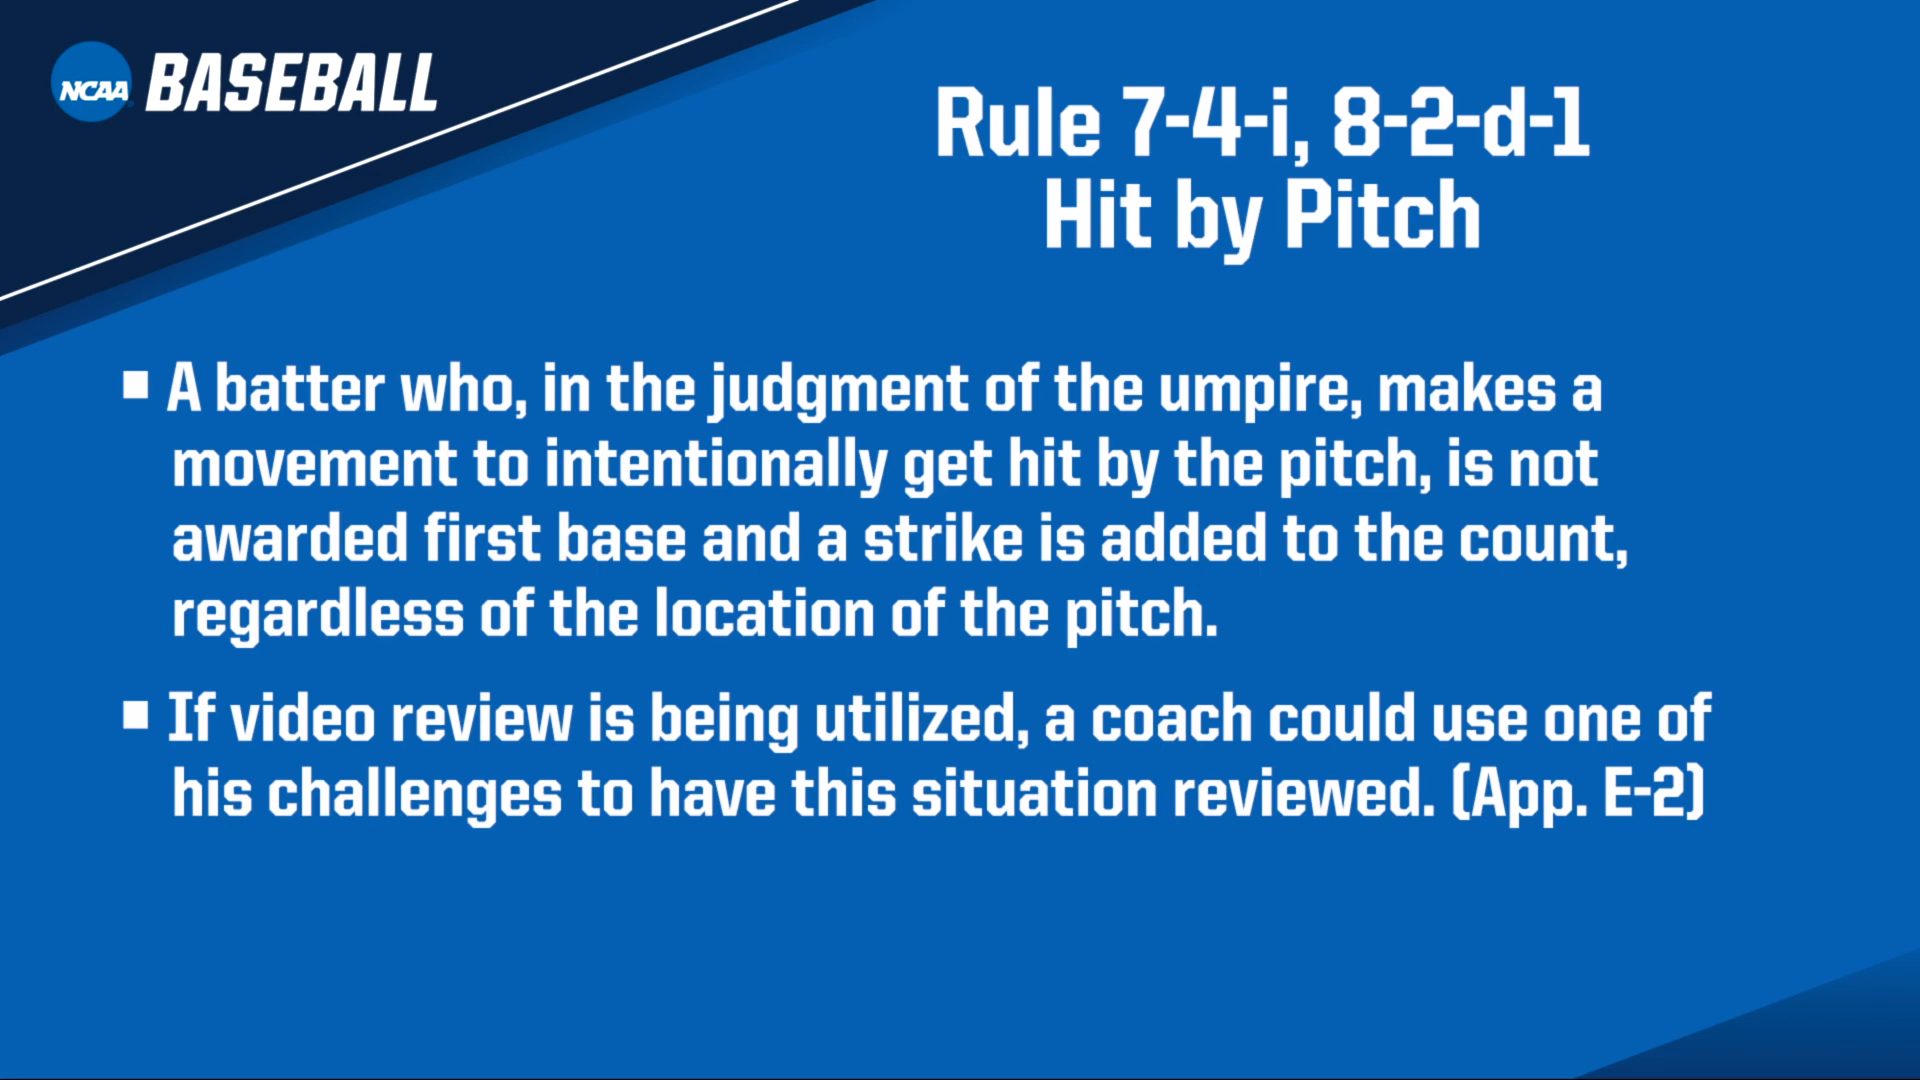 NCAA BASEBALL
Rule 7-4-i, 8-2-d-1
Hit by Pitch
▪ A batter who, in the judgment of the umpire, makes a
movement to intentionally get hit by the pitch, is not
awarded first base and a strike is added to the count,
regardless of the location of the pitch.
▪ If video review is being utilized, a coach could use one of
his challenges to have this situation reviewed. (App. E-2)